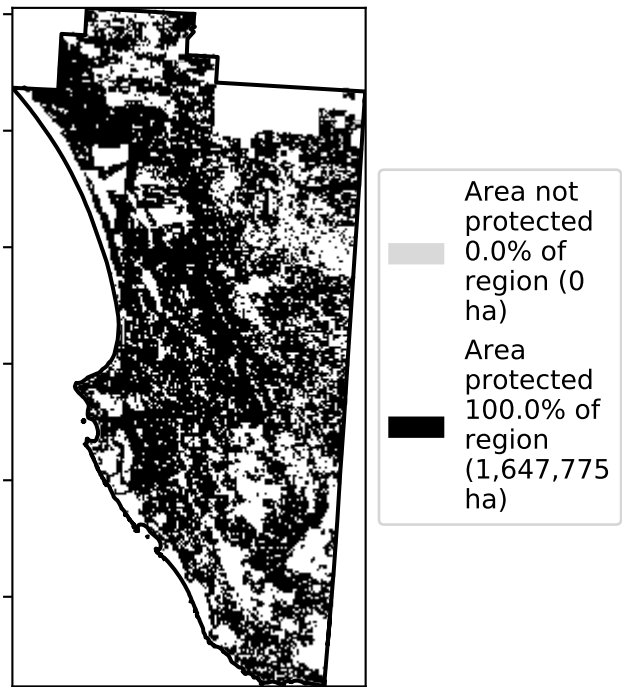 Area not
protected
0.0% of
region (0
ha)
Area
protected
100.0% of
region
(1,647,775
ha)